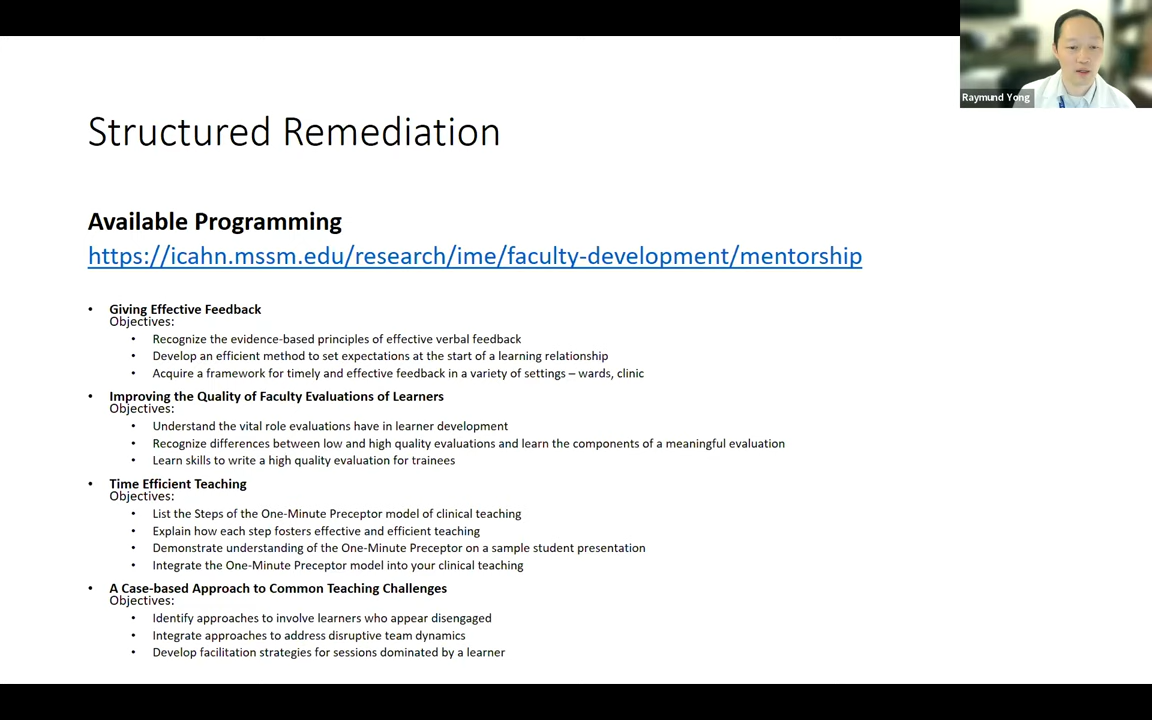 Raymund Yong
Structured Remediation
Available Programming
https://icahn.mssm.edu/research/ime/faculty-development/mentorship
• Giving Effective Feedback
Objectives:
• Recognize the evidence-based principles of effective verbal feedback
• Develop an efficient method to set expectations at the start of a learning relationship
• Acquire a framework for timely and effective feedback in a variety of settings – wards, clinic
• Improving the Quality of Faculty Evaluations of Learners
Objectives:
• Understand the vital role evaluations have in learner development
• Recognize differences between low and high quality evaluations and learn the components of a meaningful evaluation
• Learn skills to write a high quality evaluation for trainees
• Time Efficient Teaching
Objectives:
• List the Steps of the One-Minute Preceptor model of clinical teaching
• Explain how each step fosters effective and efficient teaching
• Demonstrate understanding of the One-Minute Preceptor on a sample student presentation
• Integrate the One-Minute Preceptor model into your clinical teaching
• A Case-based Approach to Common Teaching Challenges
Objectives:
• Identify approaches to involve learners who appear disengaged
• Integrate approaches to address disruptive team dynamics
• Develop facilitation strategies for sessions dominated by a learner